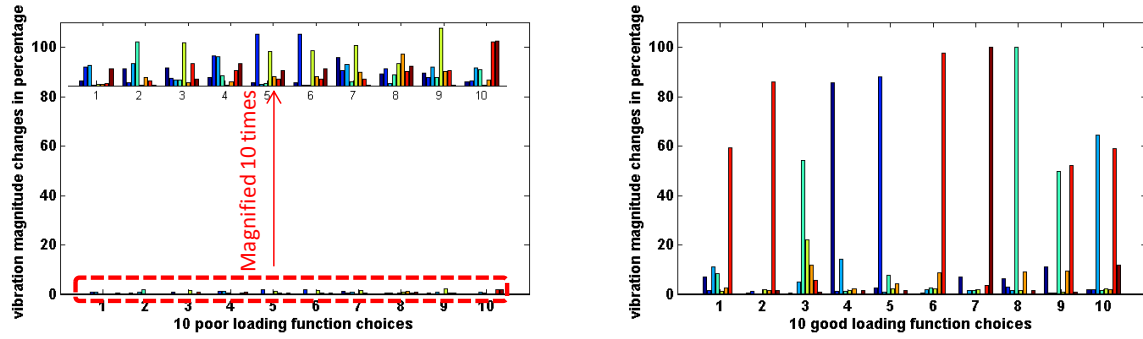 vibration magnitude changes in percentage
100
80
60
40
20
0
1 2 3 4 5 6 7 8 9 10
Magnified 10 times
1 2 3 4 5 6 7 8 9 10
10 poor loading function choices
vibration magnitude changes in percentage
100
80
60
40
20
0
1 2 3 4 5 6 7 8 9 10
10 good loading function choices